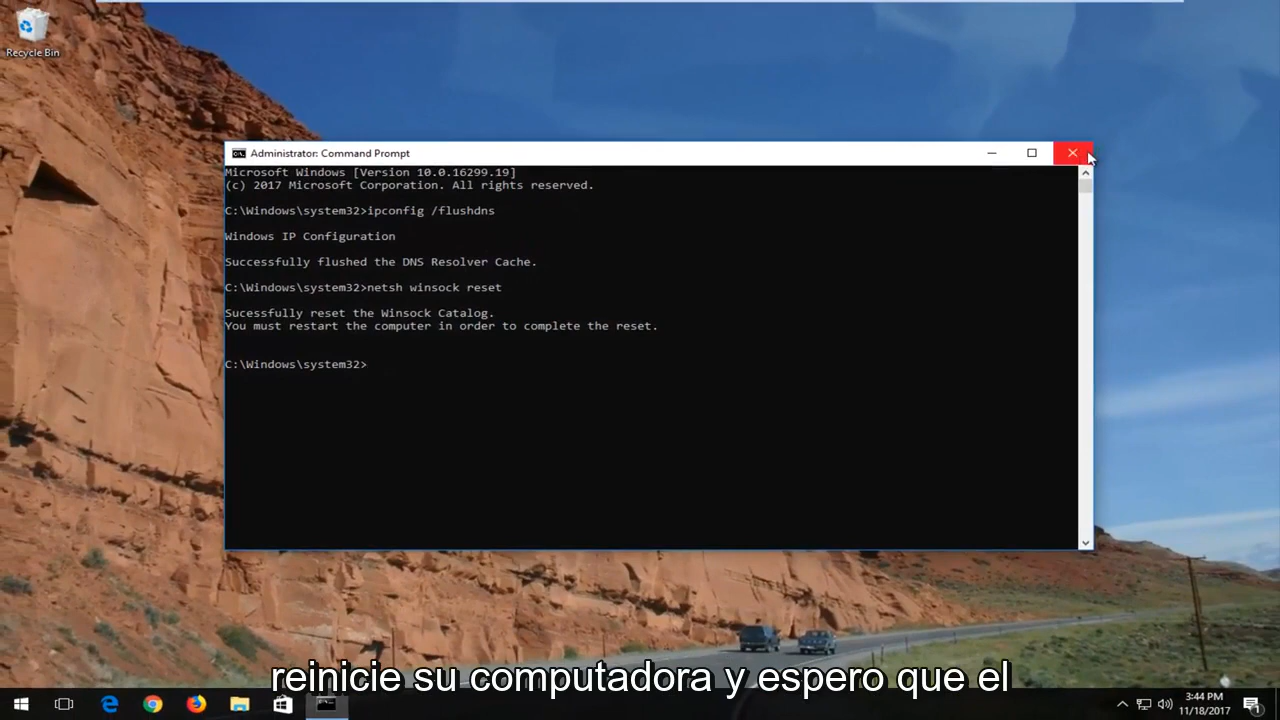 Recycle Bin
Administrator: Command Prompt
Microsoft Windows [Version 10.0.16299.19]
(c) 2017 Microsoft Corporation. All rights reserved.
C:\Windows\system32>ipconfig /flushdns
Windows IP Configuration
Successfully flushed the DNS Resolver Cache.
C:\Windows\system32>netsh winsock reset
Sucessfully reset the Winsock Catalog.
You must restart the computer in order to complete the reset.
C:\Windows\system32>
reinicie su computadora y espero que el
3:44 PM
11/18/2017
1